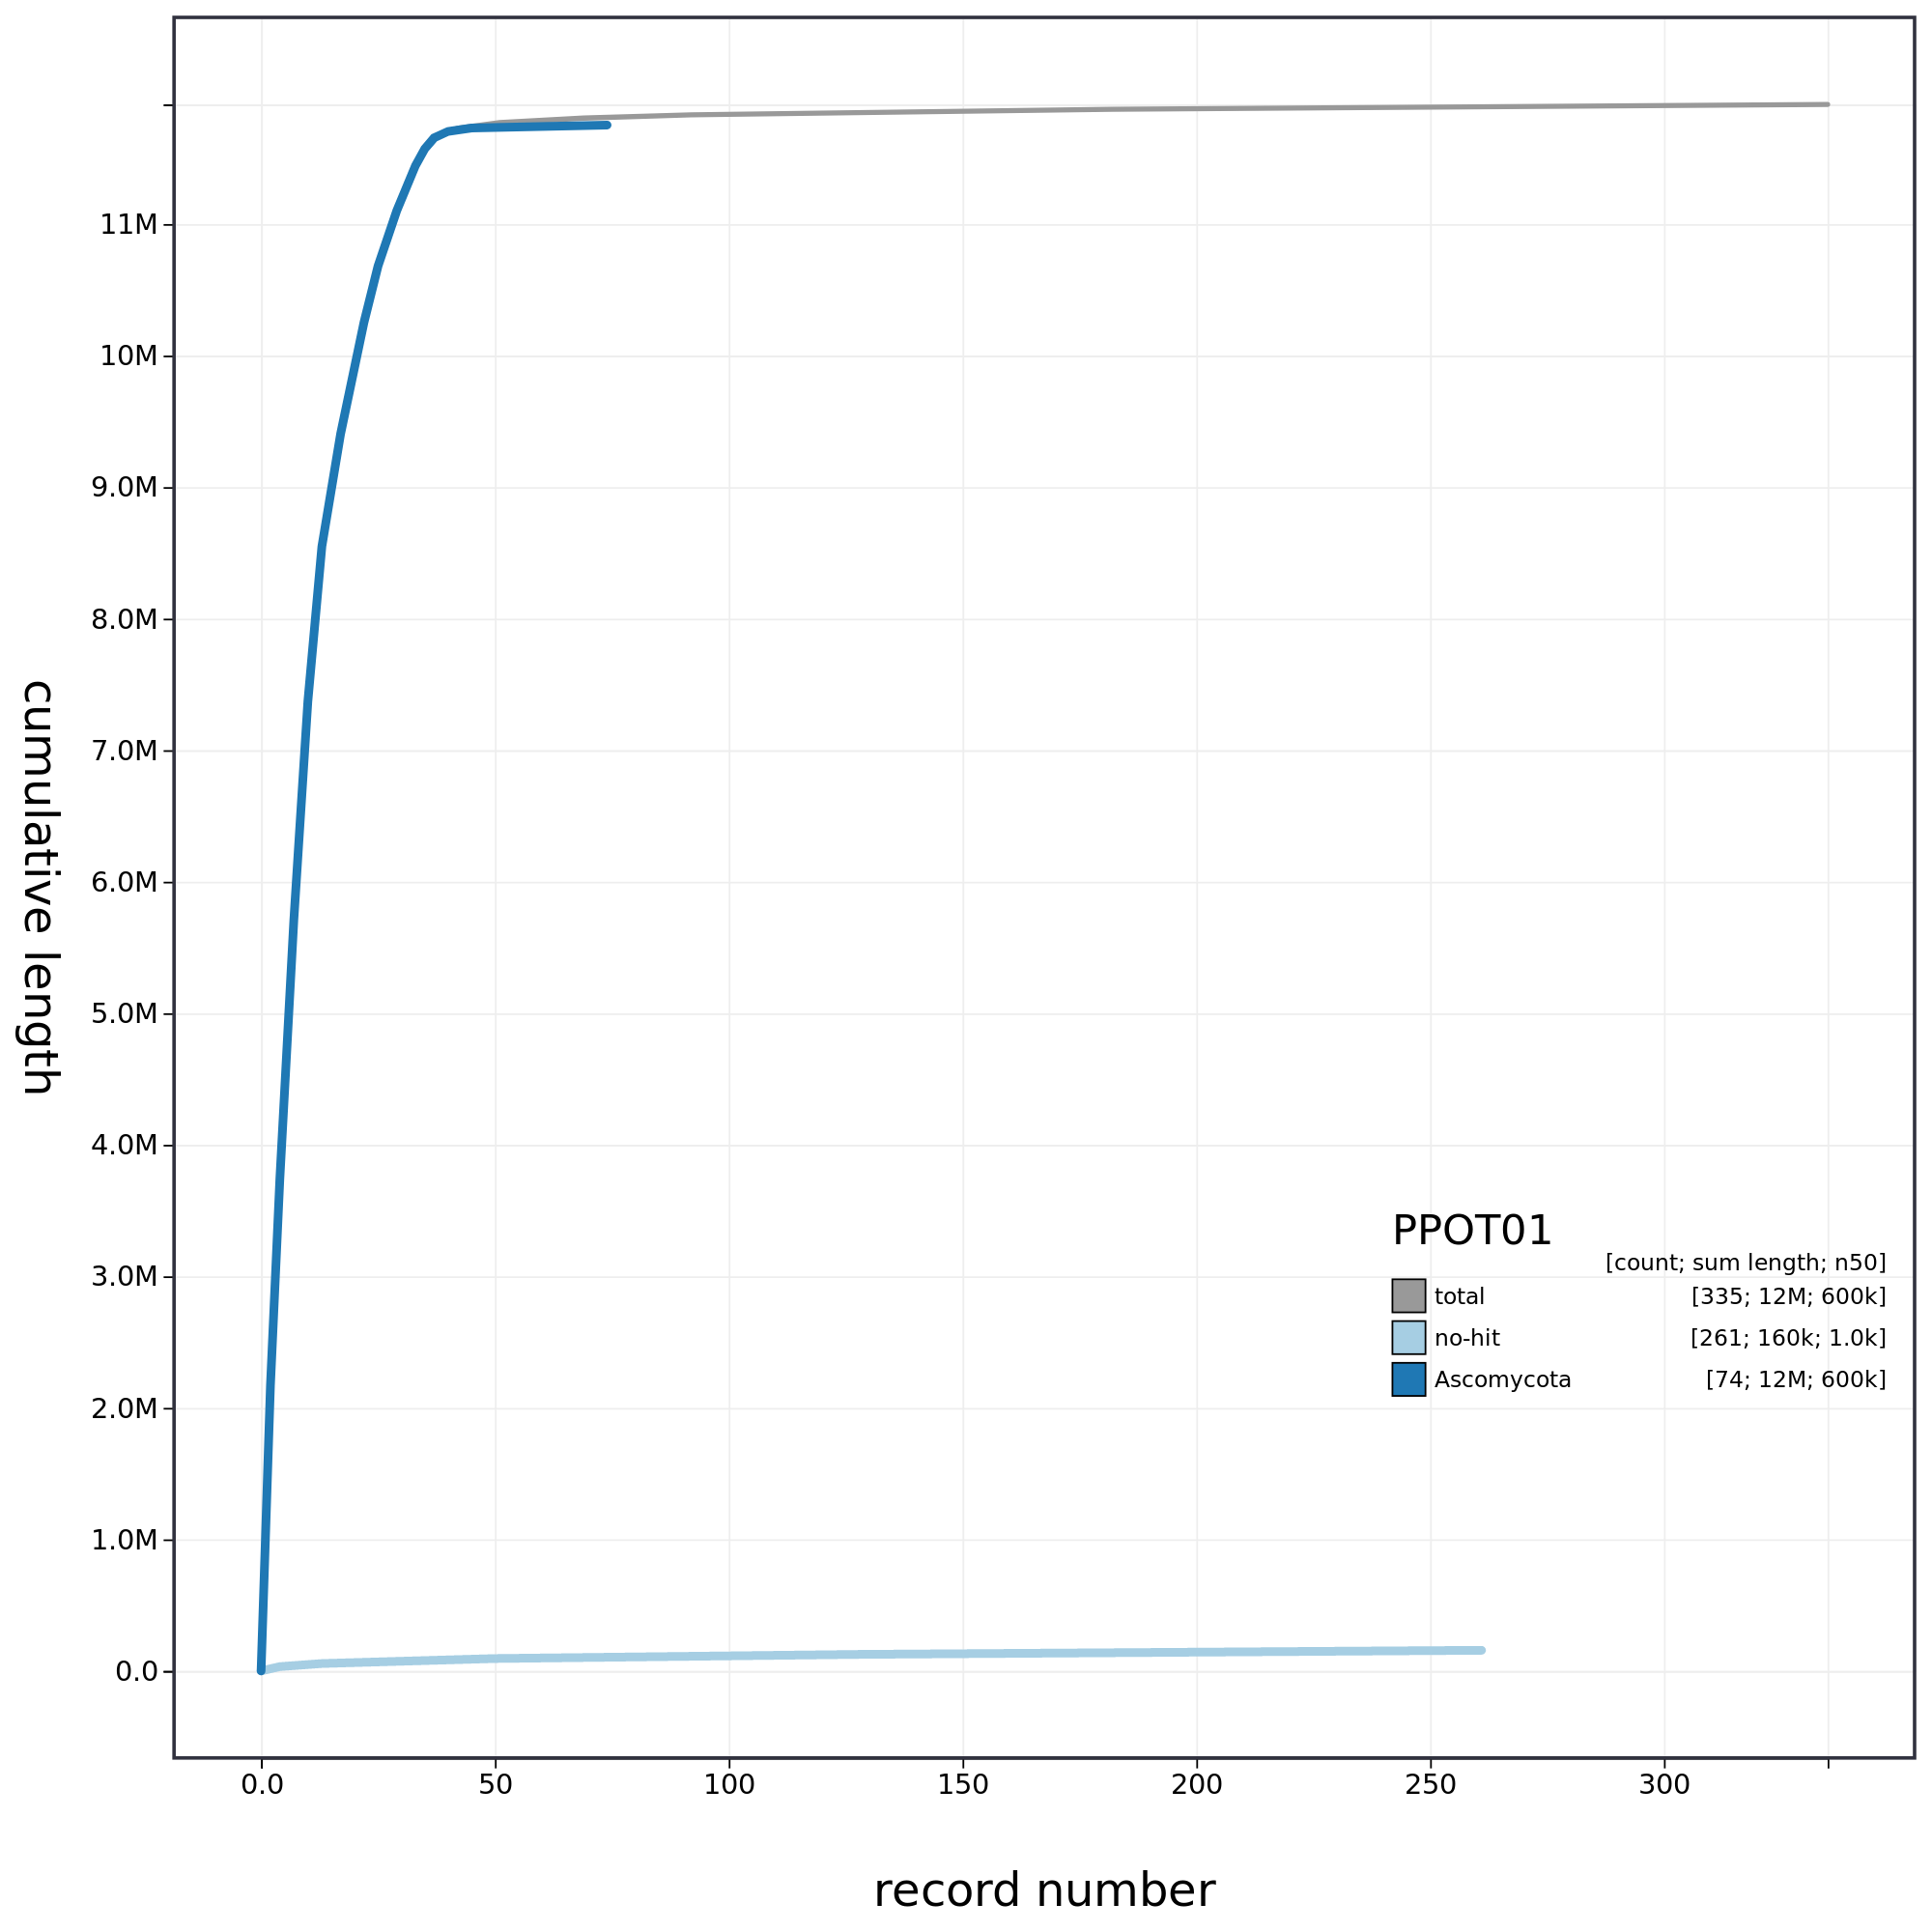 cumulative length
11M
10M
9.0M
8.0M
7.0M
6.0M
5.0M
4.0M
3.0M
2.0M
1.0M
0.0
PPOT01
[count; sum length; n50]
total [335; 12M; 600k]
no-hit [261; 160k; 1.0k]
Ascomycota [74; 12M; 600k]
0.0 50 100 150 200 250 300
record number